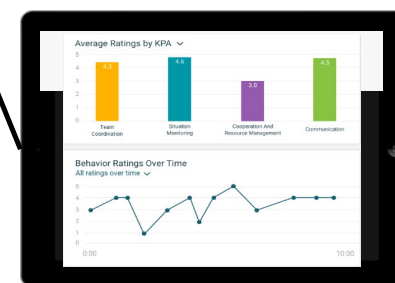 Average Ratings by KPA
5
4
3
2
1
0
4.3
4.6
3.0
4.5
Team
Coordination
Situation
Monitoring
Cooperation And
Resource Management
Communication
Behavior Ratings Over Time
All ratings over time
5
4
3
2
1
0
0:00
10:00